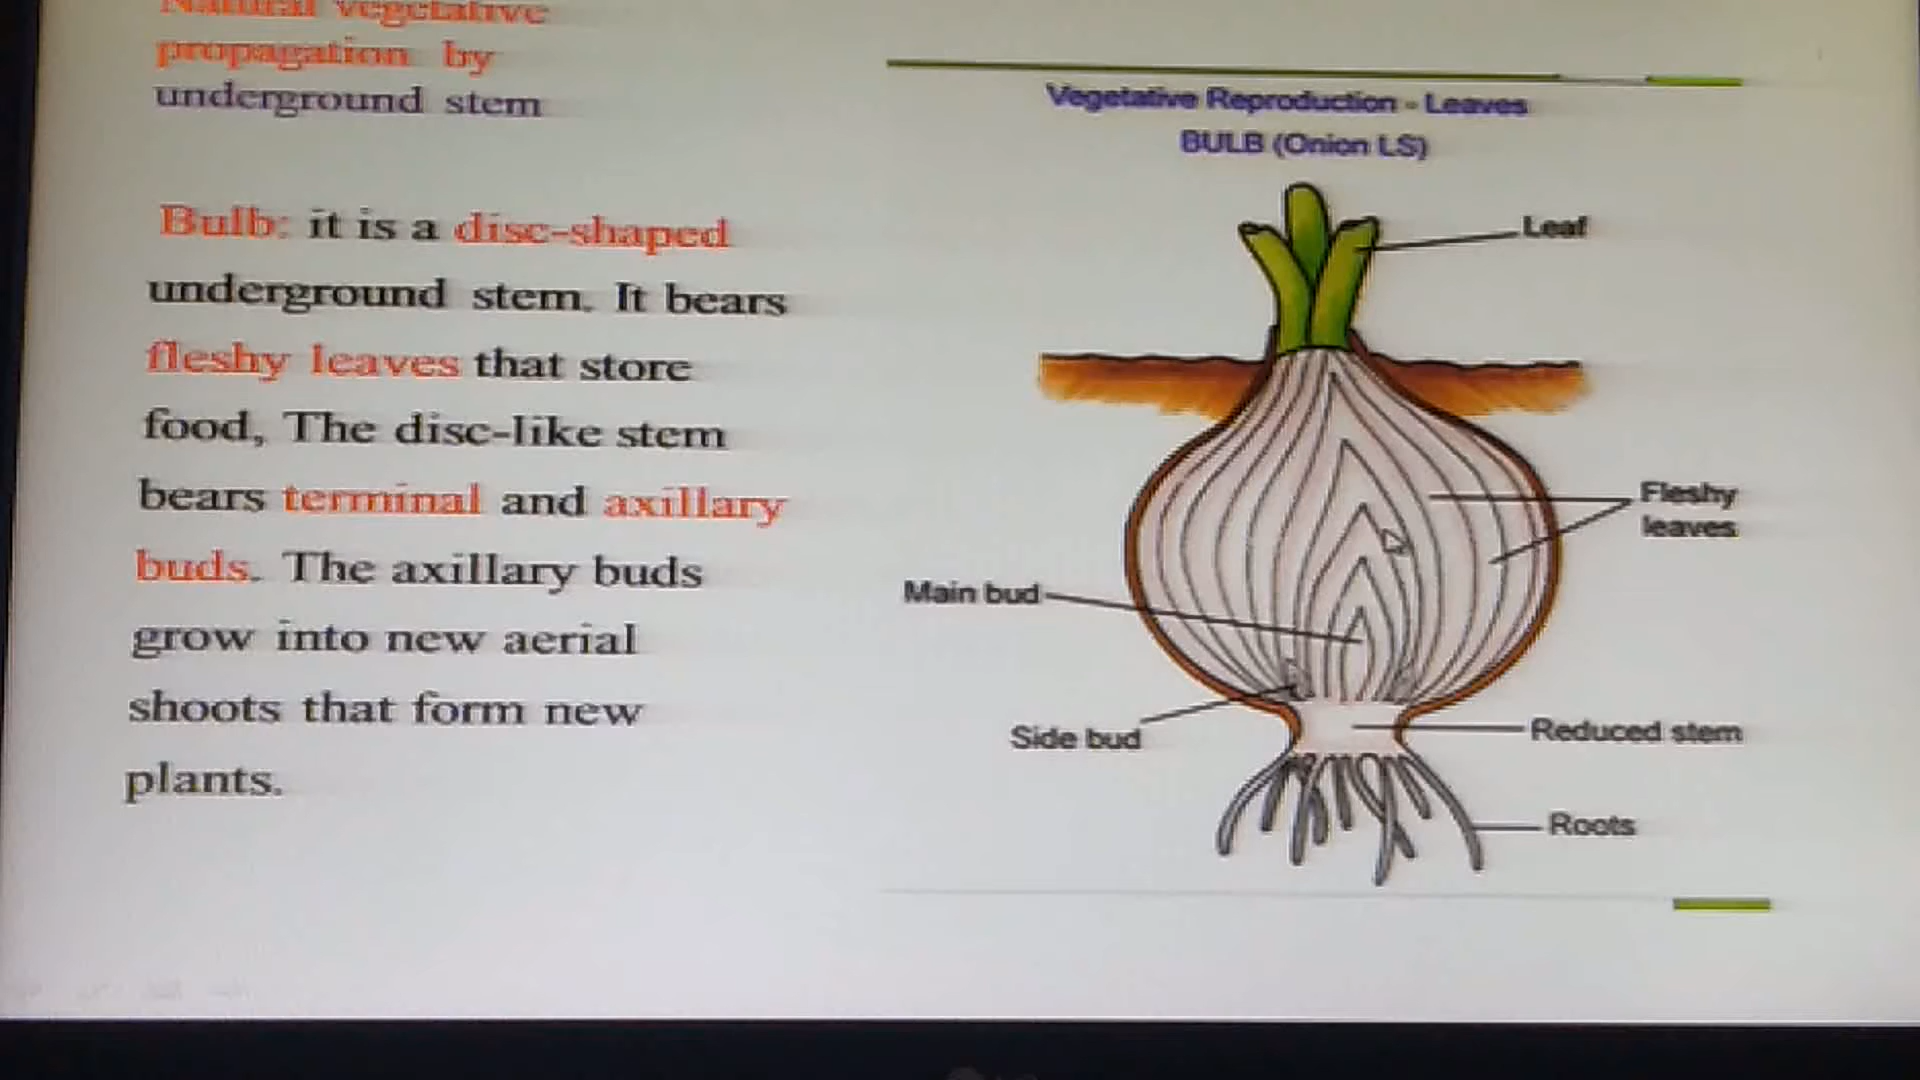 Natural vegetative
propagation by
underground stem
Bulb: it is a disc-shaped
underground stem. It bears
fleshy leaves that store
food, The disc-like stem
bears terminal and axillary
buds. The axillary buds
grow into new aerial
shoots that form new
plants.
Vegetative Reproduction - Leaves
BULB (Onion LS)
Leaf
Fleshy
leaves
Main bud
Side bud
Reduced stem
Roots